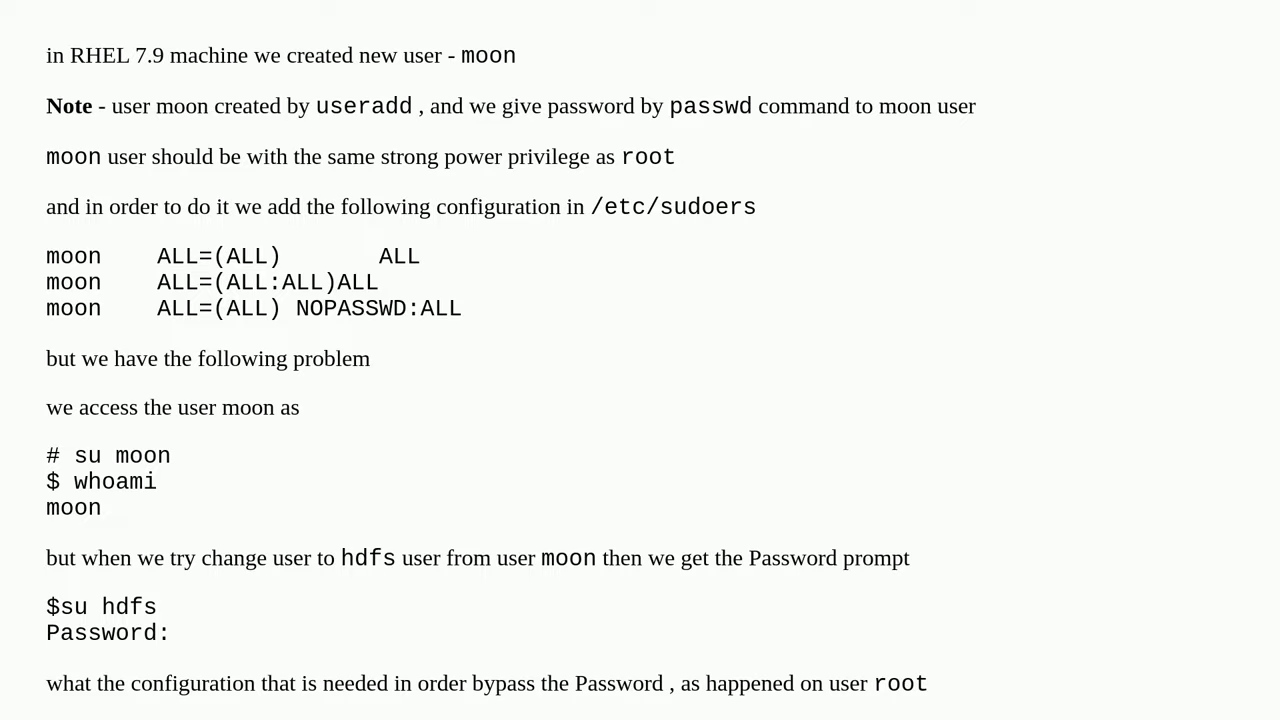 in RHEL 7.9 machine we created new user - moon
Note - user moon created by useradd , and we give password by passwd command to moon user
moon user should be with the same strong power privilege as root
and in order to do it we add the following configuration in /etc/sudoers
moon    ALL=(ALL)       ALL
moon    ALL=(ALL:ALL)ALL
moon    ALL=(ALL) NOPASSWD:ALL
but we have the following problem
we access the user moon as
# su moon
$ whoami
moon
but when we try change user to hdfs user from user moon then we get the Password prompt
$su hdfs
Password:
what the configuration that is needed in order bypass the Password , as happened on user root